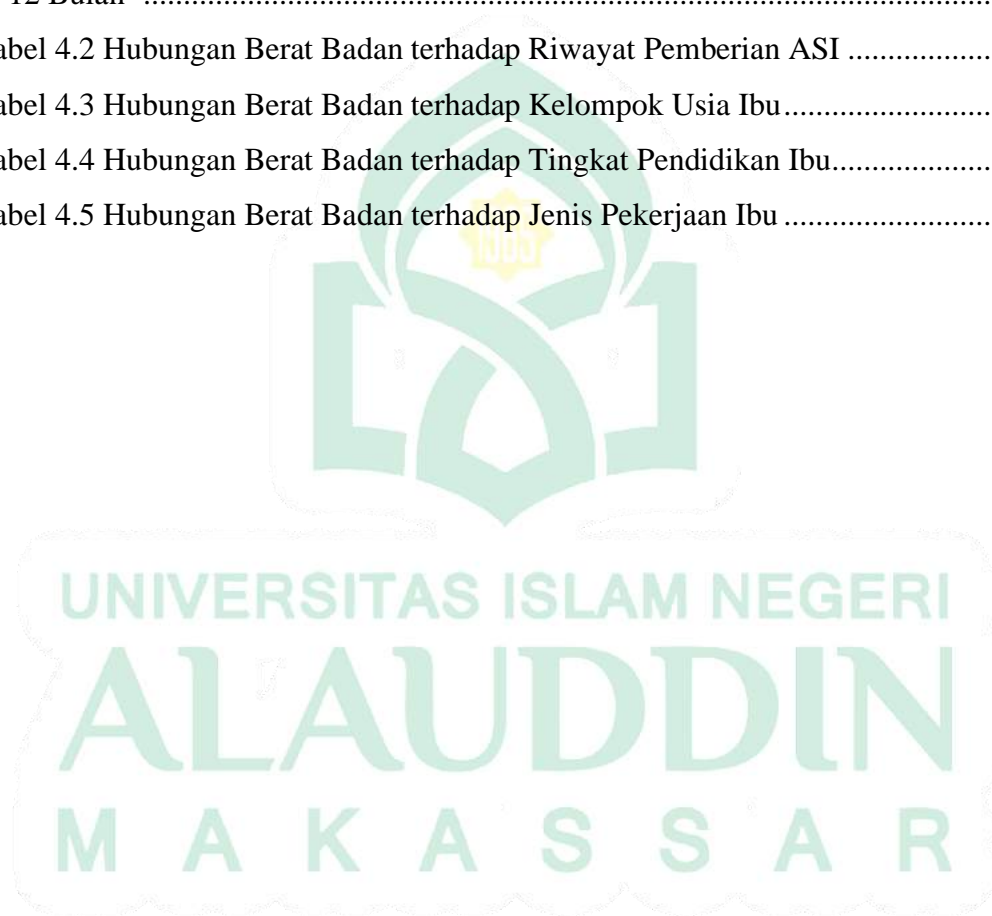 12 Bulan ....................................................................................................
abel 4.2 Hubungan Berat Badan terhadap Riwayat Pemberian ASI ..................
abel 4.3 Hubungan Berat Badan terhadap Kelompok Usia Ibu..........................
abel 4.4 Hubungan Berat Badan terhadap Tingkat Pendidikan Ibu....................
abel 4.5 Hubungan Berat Badan terhadap Jenis Pekerjaan Ibu ..........................
1965
UNIVERSITAS ISLAM NEGERI
ALAUDDIN
MAKASSAR